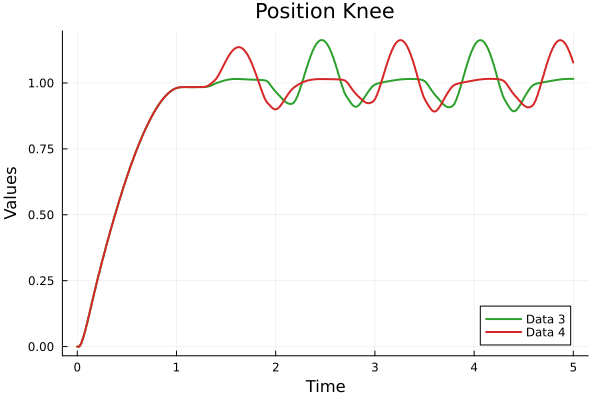 Position Knee
Values
1.00
0.75
0.50
0.25
0.00
Data 3
Data 4
0 1 2 3 4 5
Time